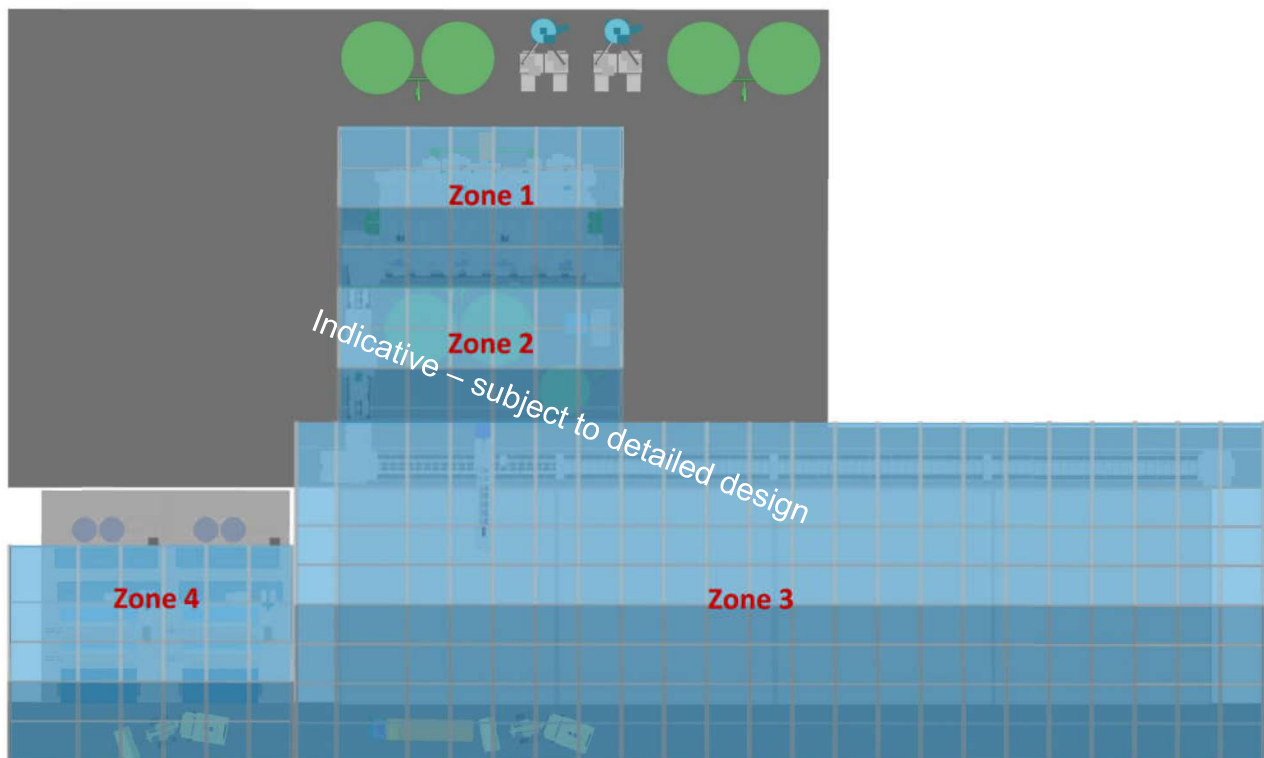 Zone 1
Zone 2
Indicative – subject to detailed design
Zone 4
Zone 3